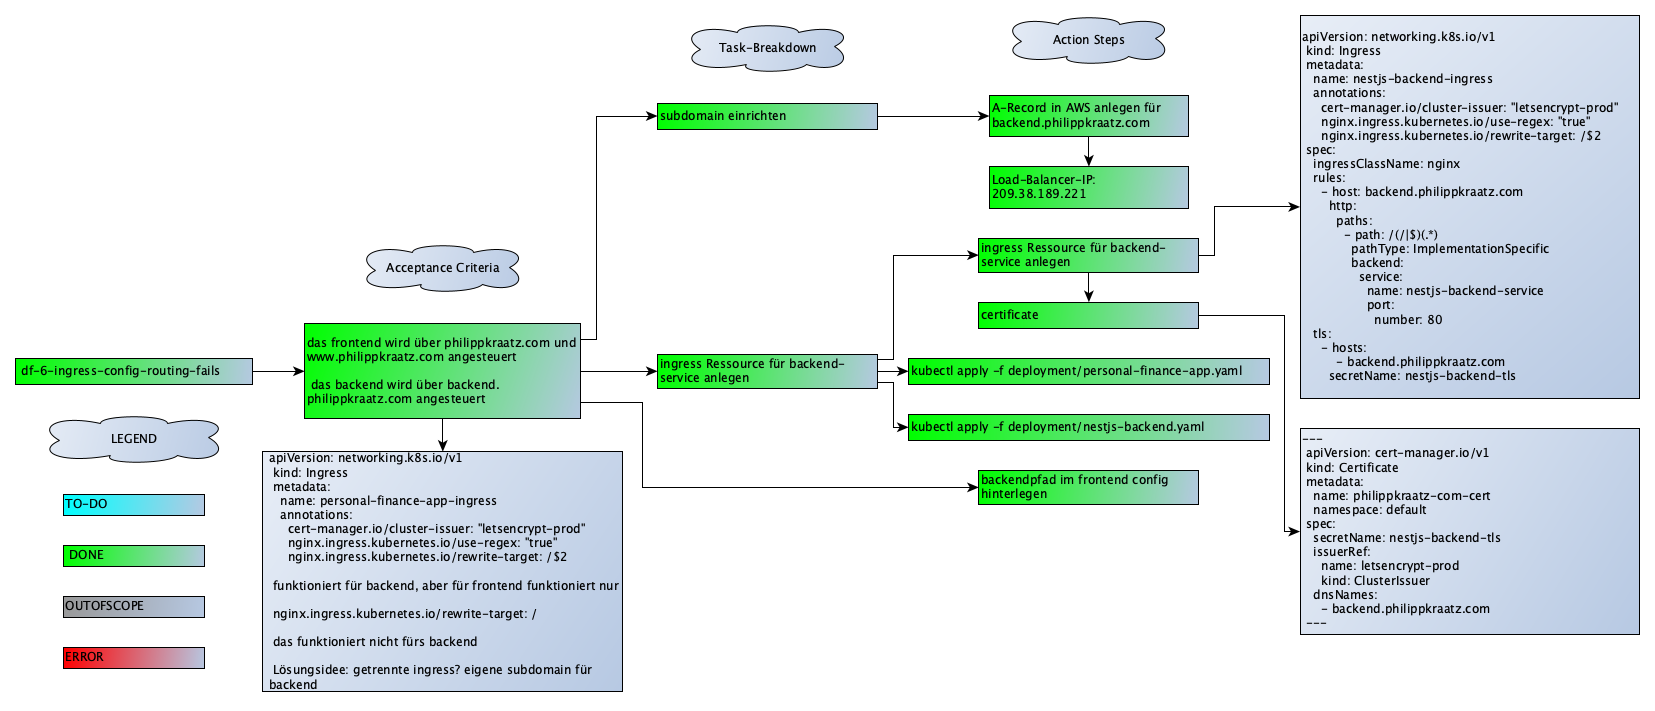 Task-Breakdown
Action Steps
subdomain einrichten
A-Record in AWS anlegen für
backend.philippkraatz.com
Load-Balancer-IP:
209.38.189.221
apiVersion: networking.k8s.io/v1
kind: Ingress
metadata:
name: nestjs-backend-ingress
annotations:
cert-manager.io/cluster-issuer: "letsencrypt-prod"
nginx.ingress.kubernetes.io/use-regex: "true"
nginx.ingress.kubernetes.io/rewrite-target: /$2
spec:
ingressClassName: nginx
rules:
- host: backend.philippkraatz.com
http:
paths:
- path: /(/|$)(.*)
pathType: ImplementationSpecific
backend:
service:
name: nestjs-backend-service
port:
number: 80
tls:
- hosts:
- backend.philippkraatz.com
secretName: nestjs-backend-tls
Acceptance Criteria
ingress Ressource für backend-
service anlegen
certificate
df-6-ingress-config-routing-fails
das frontend wird über philippkraatz.com und
www.philippkraatz.com angesteuert
das backend wird über backend.
philippkraatz.com angesteuert
ingress Ressource für backend-
service anlegen
kubectl apply -f deployment/personal-finance-app.yaml
kubectl apply -f deployment/nestjs-backend.yaml
backendpfad im frontend config
hinterlegen
---
apiVersion: cert-manager.io/v1
kind: Certificate
metadata:
name: philippkraatz-com-cert
namespace: default
spec:
secretName: nestjs-backend-tls
issuerRef:
name: letsencrypt-prod
kind: ClusterIssuer
dnsNames:
- backend.philippkraatz.com
---
LEGEND
TO-DO
DONE
OUTOFSCOPE
ERROR
apiVersion: networking.k8s.io/v1
kind: Ingress
metadata:
name: personal-finance-app-ingress
annotations:
cert-manager.io/cluster-issuer: "letsencrypt-prod"
nginx.ingress.kubernetes.io/use-regex: "true"
nginx.ingress.kubernetes.io/rewrite-target: /$2
funktioniert für backend, aber für frontend funktioniert nur
nginx.ingress.kubernetes.io/rewrite-target: /
das funktioniert nicht fürs backend
Lösungsidee: getrennte ingress? eigene subdomain für
backend